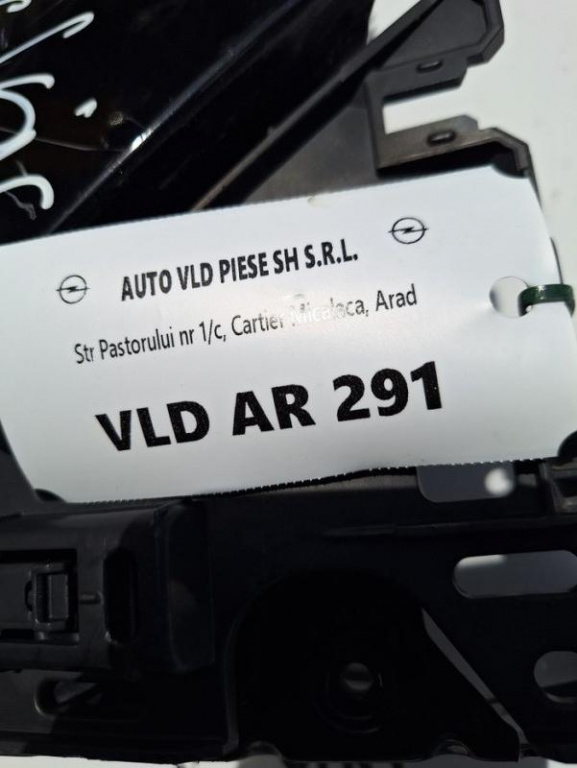 AUTO VLD PIESE SH S.R.L.
Str Pastorului nr 1/c, Cartier Micalaca, Arad
VLD AR 291